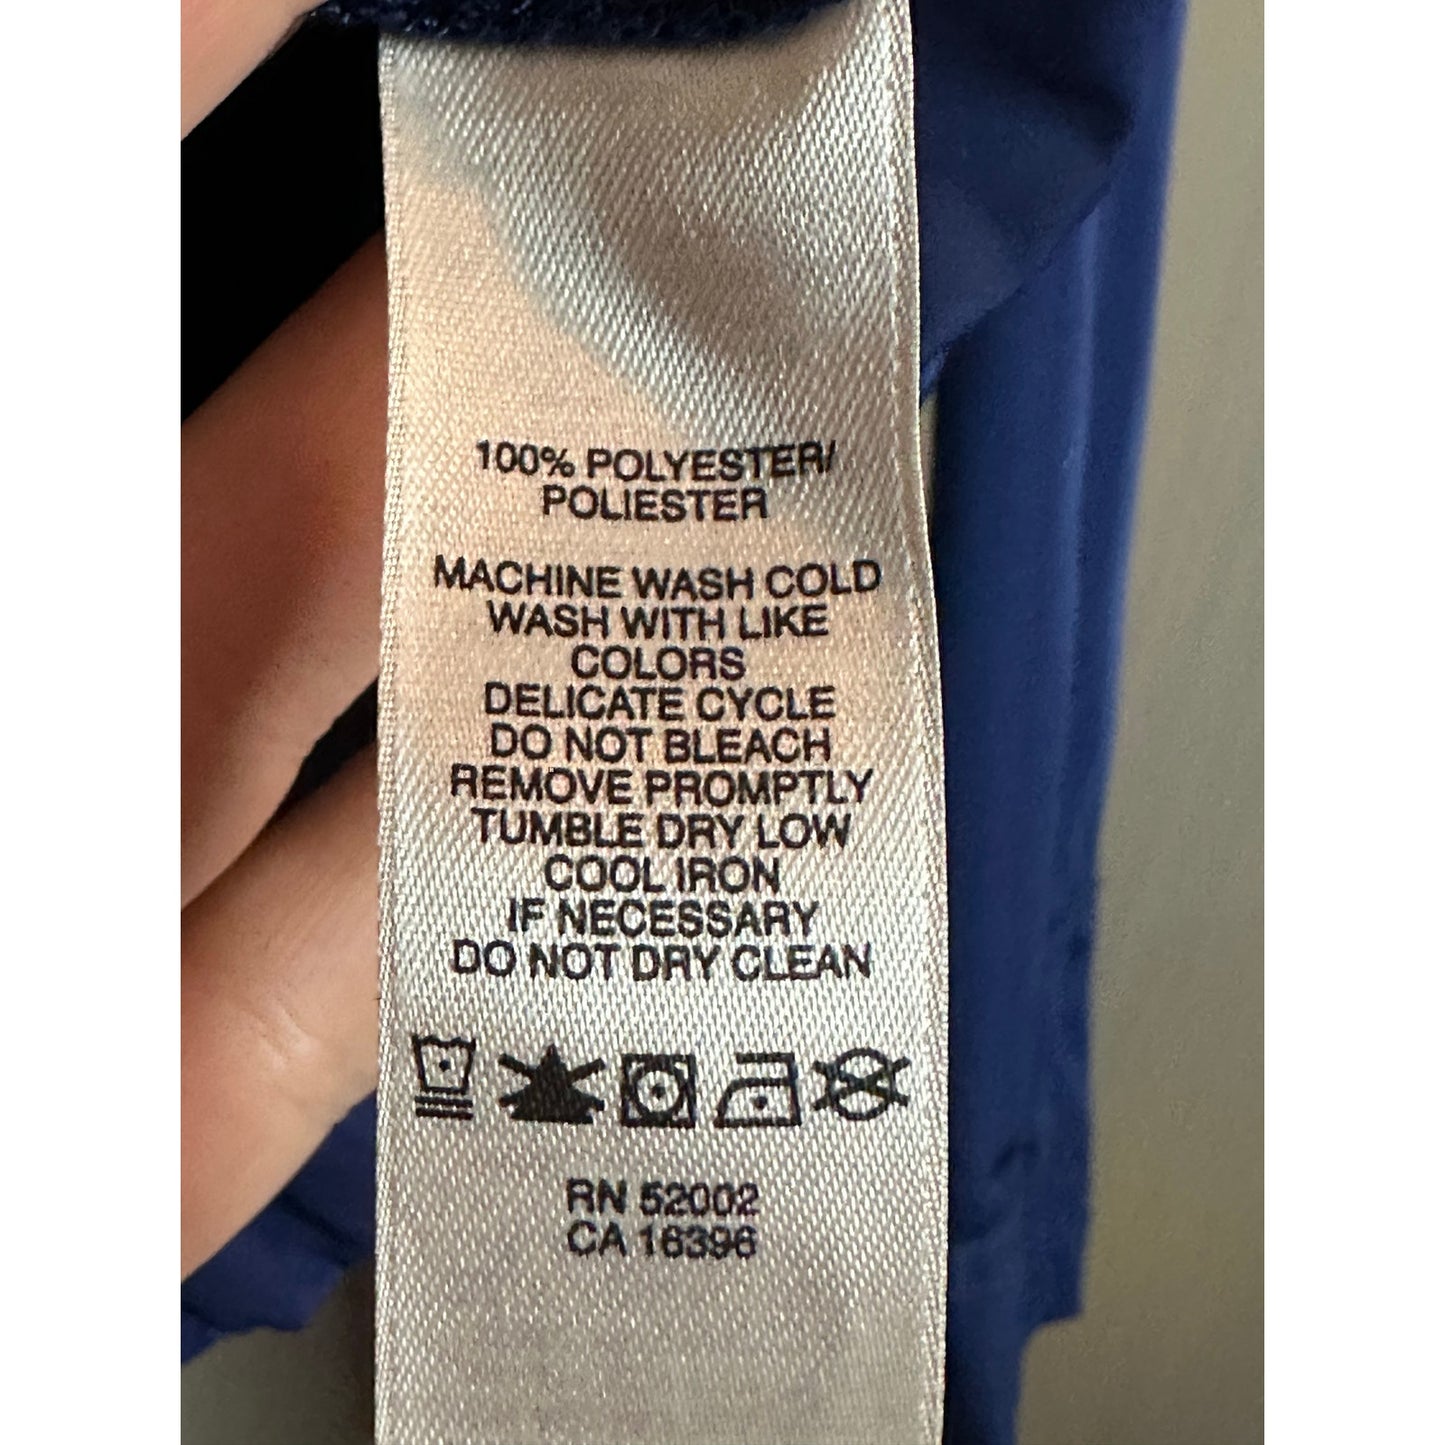 100% POLYESTER/
POLIESTER
MACHINE WASH COLD
WASH WITH LIKE
COLORS
DELICATE CYCLE
DO NOT BLEACH
REMOVE PROMPTLY
TUMBLE DRY LOW
COOL IRON
IF NECESSARY
DO NOT DRY CLEAN
RN 52002
CA 16396